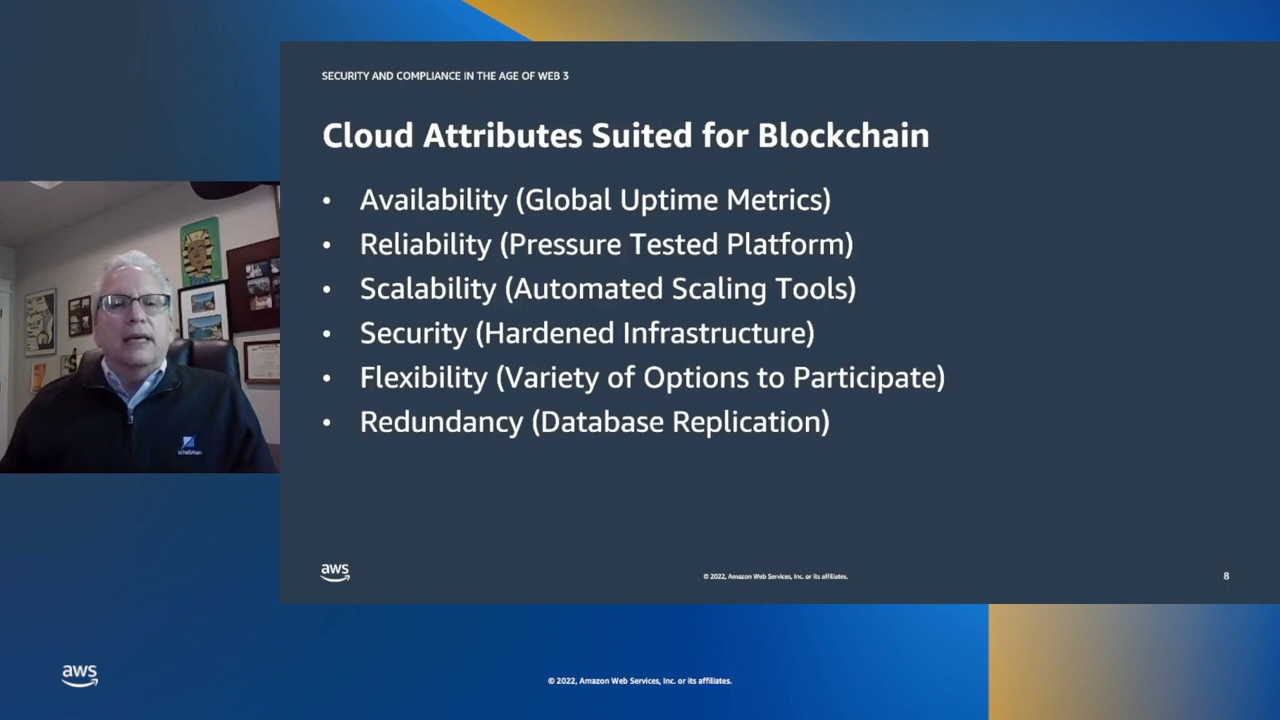 SECURITY AND COMPLIANCE IN THE AGE OF WEB 3
Cloud Attributes Suited for Blockchain
• Availability (Global Uptime Metrics)
• Reliability (Pressure Tested Platform)
• Scalability (Automated Scaling Tools)
• Security (Hardened Infrastructure)
• Flexibility (Variety of Options to Participate)
• Redundancy (Database Replication)
aws
© 2022, Amazon Web Services, Inc. or its affiliates.
8
aws
© 2022, Amazon Web Services, Inc. or its affiliates.